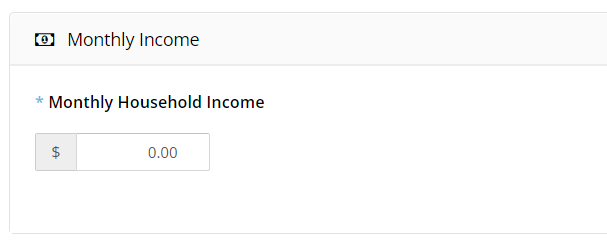 Monthly Income
* Monthly Household Income
$ 0.00